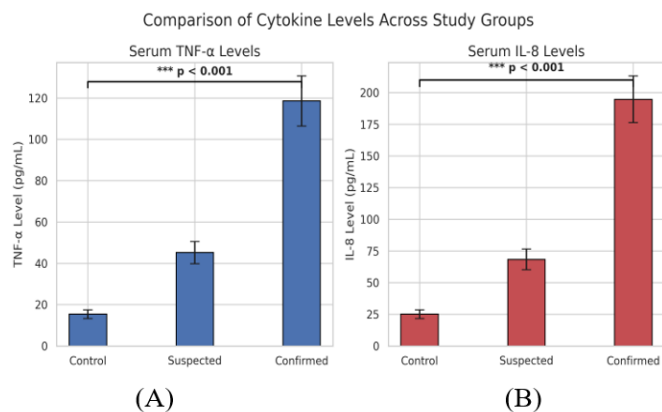 Comparison of Cytokine Levels Across Study Groups
Serum TNF-α Levels
*** p < 0.001
TNF-α Level (pg/mL)
120
100
80
60
40
20
0
Control Suspected Confirmed
(A)
Serum IL-8 Levels
*** p < 0.001
IL-8 Level (pg/mL)
200
175
150
125
100
75
50
25
0
Control Suspected Confirmed
(B)